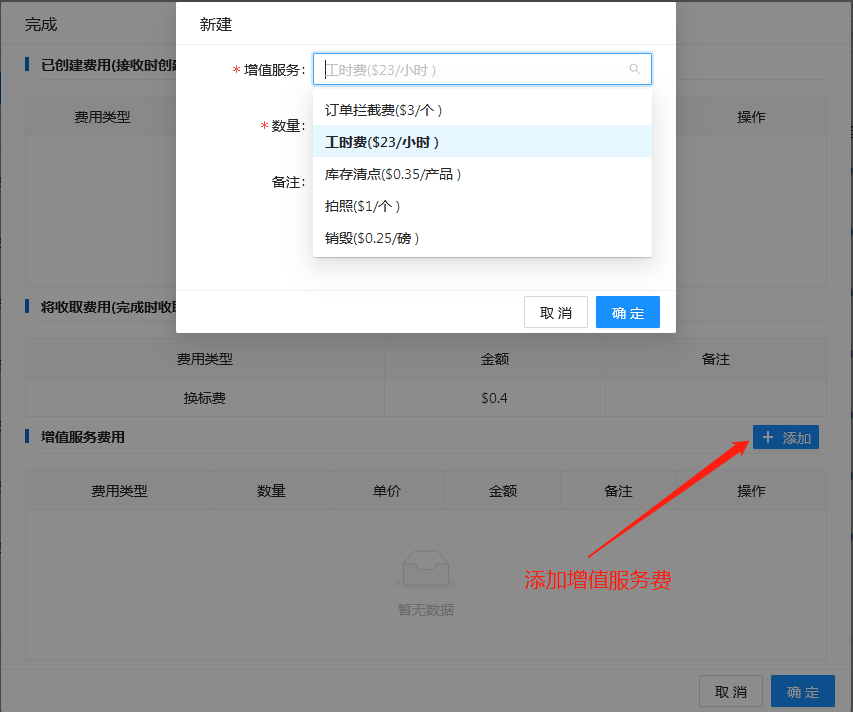 完成
新建
已创建费用(接收时创建
* 增值服务:
工时费($23/小时 )
费用类型
操作
订单拦截费($3/个 )
* 数量:
工时费($23/小时 )
库存清点($0.35/产品 )
备注:
拍照($1/个 )
销毁($0.25/磅 )
将收取费用(完成时收取
取 消
确 定
费用类型
金额
备注
换标费
$0.4
增值服务费用
+ 添加
费用类型
数量
单价
金额
备注
操作
添加增值服务费
暂无数据
取 消
确 定